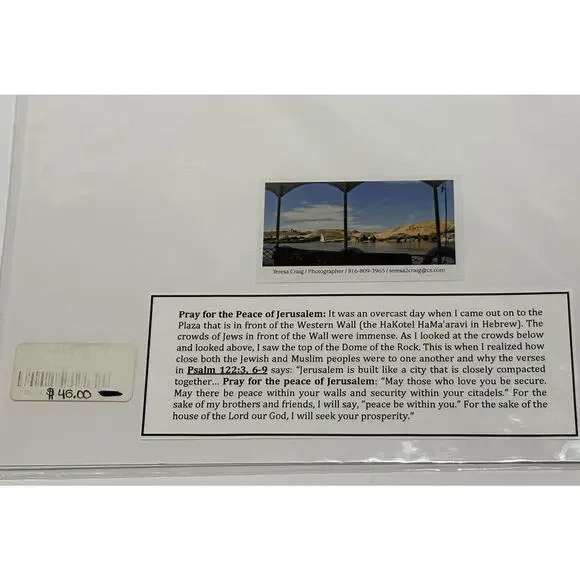 Teresa Craig / Photographer / 816-809-3965 / teresa2craig@cs.com
Pray for the Peace of Jerusalem: It was an overcast day when I came out on to the
Plaza that is in front of the Western Wall (the HaKotel HaMa'aravi in Hebrew). The
crowds of Jews in front of the Wall were immense. As I looked at the crowds below
and looked above, I saw the top of the Dome of the Rock. This is when I realized how
close both the Jewish and Muslim peoples were to one another and why the verses
in Psalm 122:3, 6-9 says: "Jerusalem is built like a city that is closely compacted
together... Pray for the peace of Jerusalem: "May those who love you be secure.
May there be peace within your walls and security within your citadels." For the
sake of my brothers and friends, I will say, "peace be within you." For the sake of the
house of the Lord our God, I will seek your prosperity."
$ 46.00